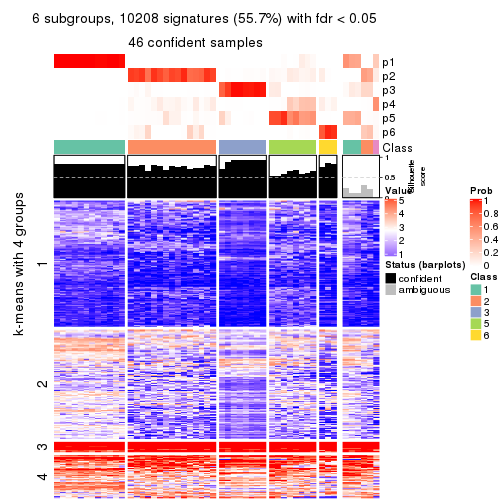 6 subgroups, 10208 signatures (55.7%) with fdr < 0.05
46 confident samples
p1
p2
p3
p4
p5
p6
Class
1
0.5
0
Silhouette
score
k-means with 4 groups
1
2
3
4
Value
5
4
3
2
1
Status (barplots)
confident
ambiguous
Prob
1
0.8
0.6
0.4
0.2
0
Class
1
2
3
5
6